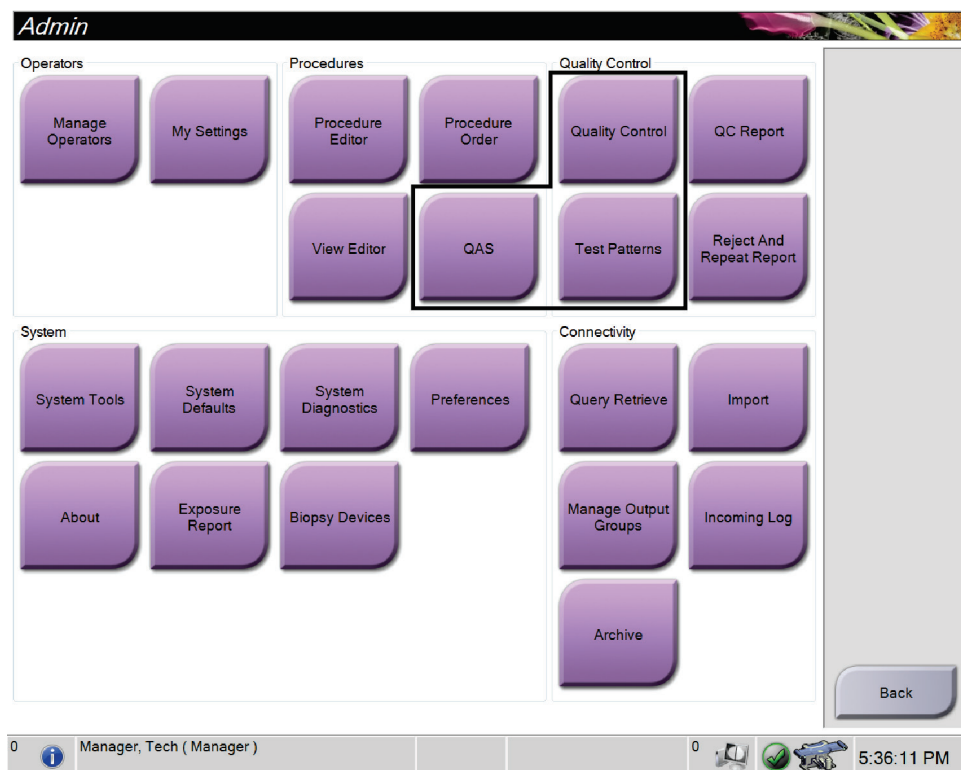 Admin
Operators
Procedures
Quality Control
Manage
Operators
My Settings
Procedure
Editor
Procedure
Order
Quality Control
QC Report
View Editor
QAS
Test Patterns
Reject And
Repeat Report
System
Connectivity
System Tools
System
Defaults
System
Diagnostics
Preferences
Query Retrieve
Import
About
Exposure
Report
Biopsy Devices
Manage Output
Groups
Incoming Log
Archive
Back
0
Manager, Tech ( Manager )
0
5:36:11 PM